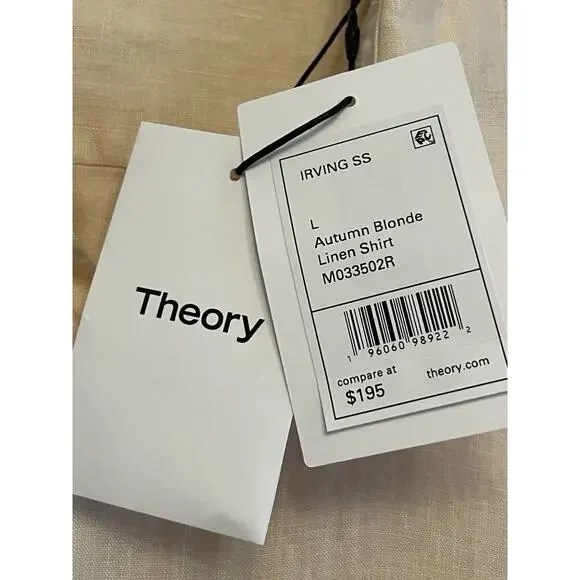 Theory
IRVING SS
L
Autumn Blonde
Linen Shirt
M033502R
1 96060 98922 2
compare at theory.com
$195